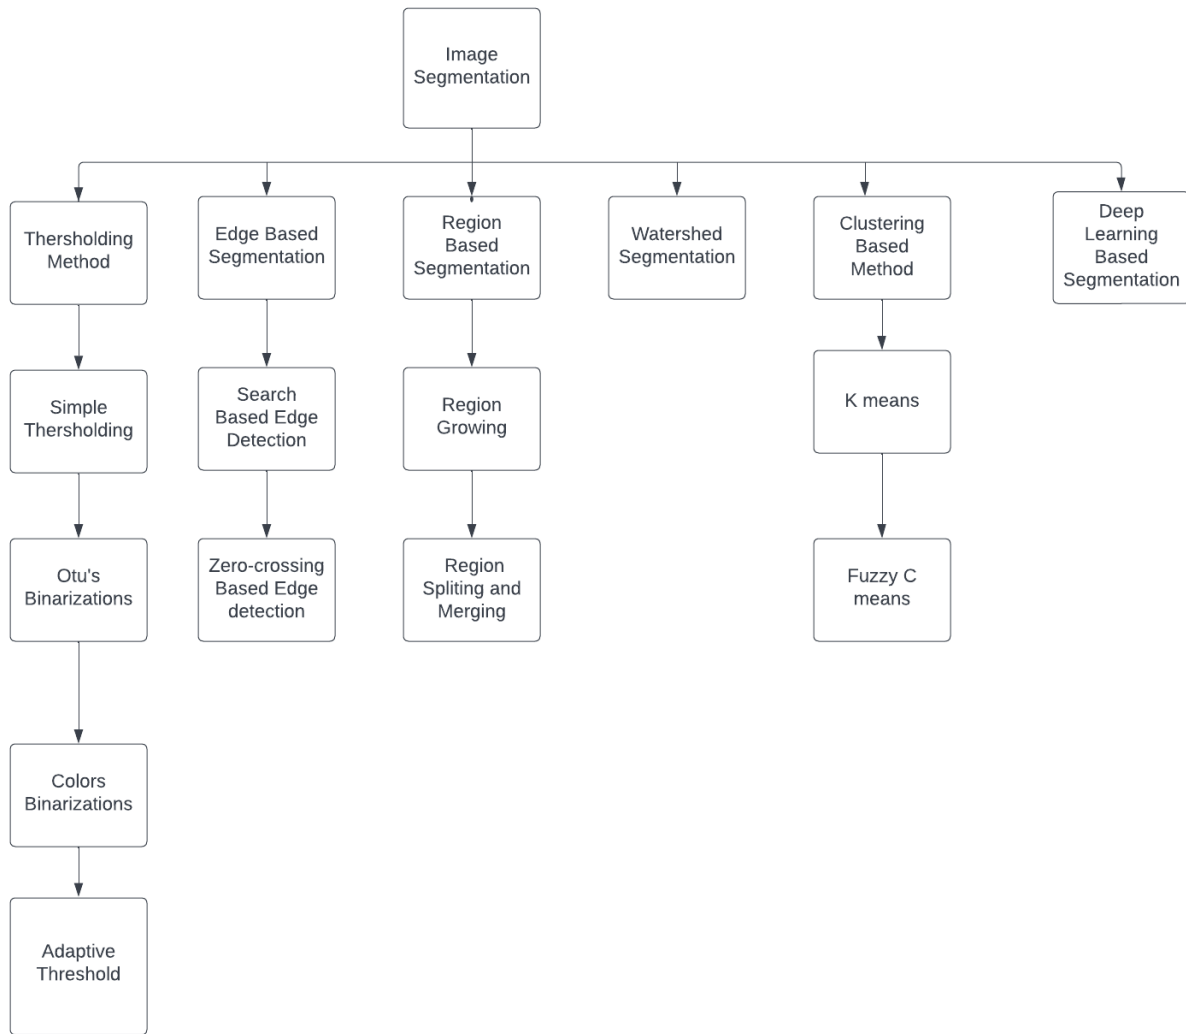 Image
Segmentation
Thersholding
Method
Edge Based
Segmentation
Region
Based
Segmentation
Watershed
Segmentation
Clustering
Based
Method
Deep
Learning
Based
Segmentation
Simple
Thersholding
Search
Based Edge
Detection
Region
Growing
K means
Otu's
Binarizations
Zero-crossing
Based Edge
detection
Region
Spliting and
Merging
Fuzzy C
means
Colors
Binarizations
Adaptive
Threshold